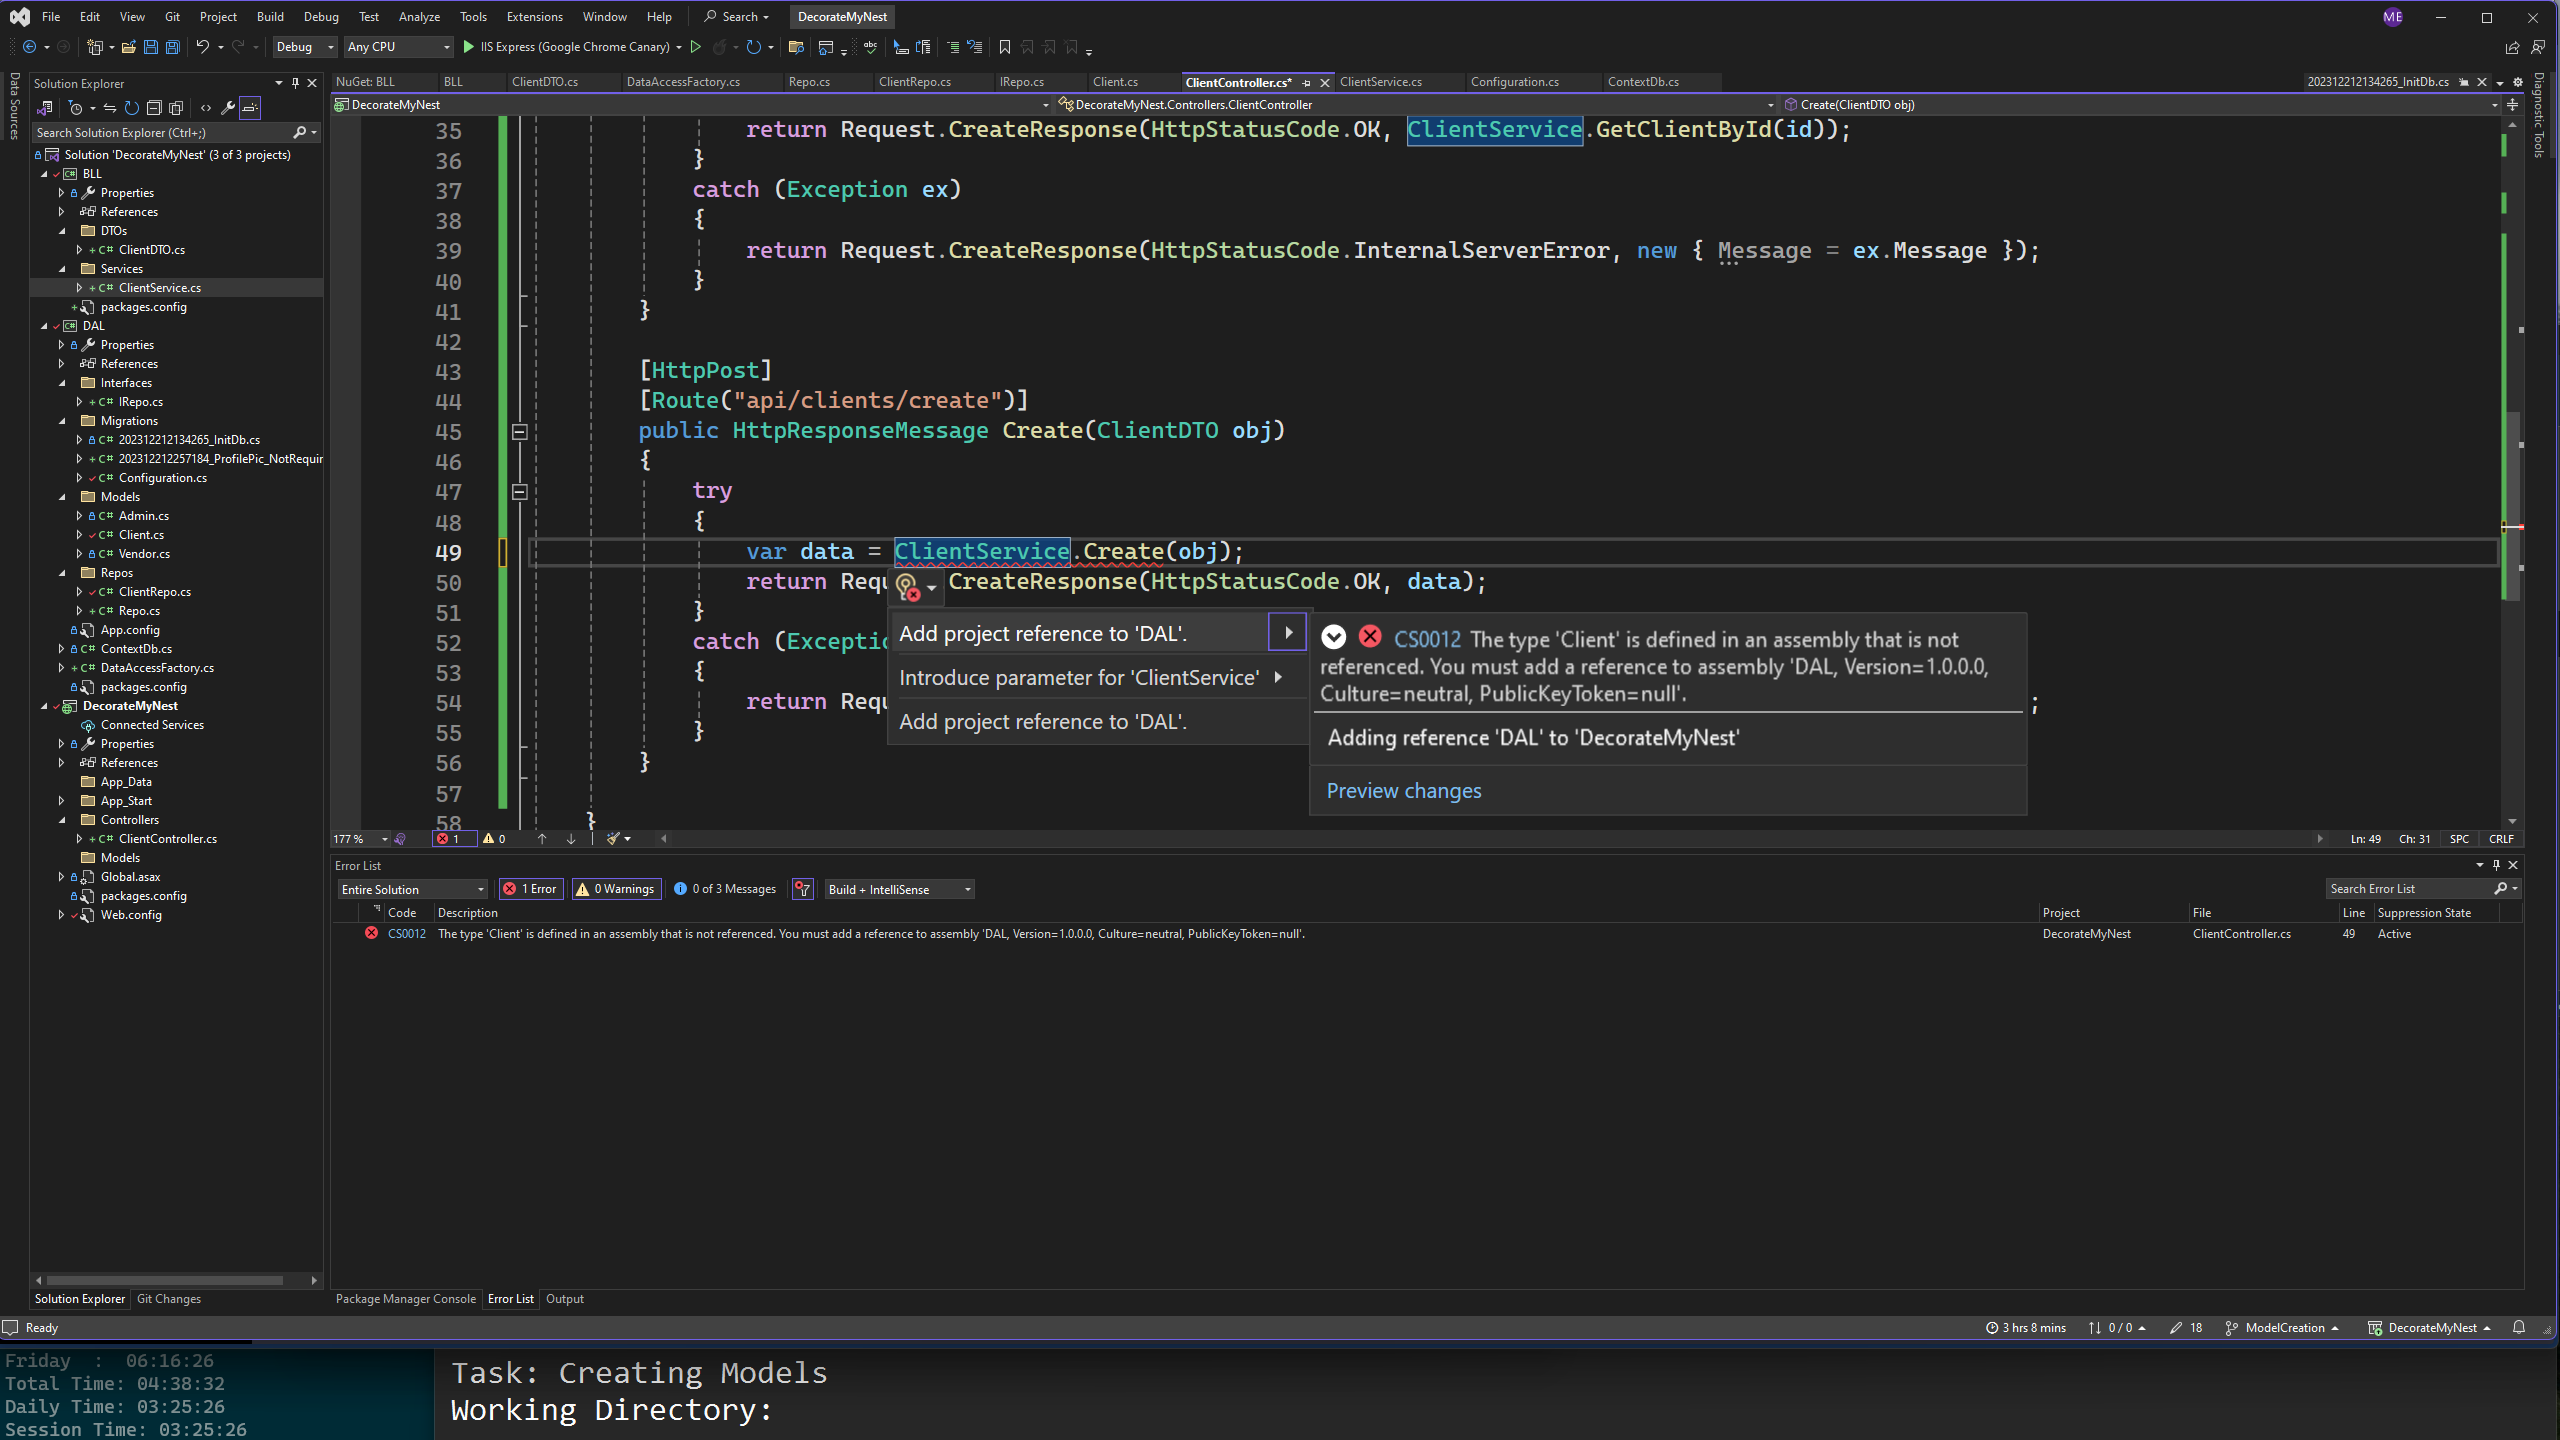 File Edit View Git Project Build Debug Test Analyze Tools Extensions Window Help Search DecorateMyNest ME
Debug Any CPU IIS Express (Google Chrome Canary)
Data Sources
Solution Explorer
Search Solution Explorer (Ctrl+;)
Solution 'DecorateMyNest' (3 of 3 projects)
BLL
Properties
References
DTOs
C# ClientDTO.cs
Services
C# ClientService.cs
packages.config
DAL
Properties
References
Interfaces
C# IRepo.cs
Migrations
C# 202312212134265_InitDb.cs
C# 202312212257184_ProfilePic_NotRequir
C# Configuration.cs
Models
C# Admin.cs
C# Client.cs
C# Vendor.cs
Repos
C# ClientRepo.cs
C# Repo.cs
App.config
C# ContextDb.cs
C# DataAccessFactory.cs
packages.config
DecorateMyNest
Connected Services
Properties
References
App_Data
App_Start
Controllers
C# ClientController.cs
Models
Global.asax
packages.config
Web.config
Solution Explorer Git Changes
NuGet: BLL BLL ClientDTO.cs DataAccessFactory.cs Repo.cs ClientRepo.cs IRepo.cs Client.cs ClientController.cs* ClientService.cs Configuration.cs ContextDb.cs 202312212134265_InitDb.cs
DecorateMyNest DecorateMyNest.Controllers.ClientController Create(ClientDTO obj)
Diagnostic Tools
35 return Request.CreateResponse(HttpStatusCode.OK, ClientService.GetClientById(id));
36 }
37 catch (Exception ex)
38 {
39 return Request.CreateResponse(HttpStatusCode.InternalServerError, new { Message = ex.Message });
40 }
41 }
42
43 [HttpPost]
44 [Route("api/clients/create")]
45 public HttpResponseMessage Create(ClientDTO obj)
46 {
47 try
48 {
49 var data = ClientService.Create(obj);
50 return Requ CreateResponse(HttpStatusCode.OK, data);
51 }
52 catch (Exceptio
53 {
54 return Requ ;
55 }
56 }
57
58 }
Add project reference to 'DAL'.
Introduce parameter for 'ClientService'
Add project reference to 'DAL'.
CS0012 The type 'Client' is defined in an assembly that is not
referenced. You must add a reference to assembly 'DAL, Version=1.0.0.0,
Culture=neutral, PublicKeyToken=null'.
Adding reference 'DAL' to 'DecorateMyNest'
Preview changes
177 % 1 0 Ln: 49 Ch: 31 SPC CRLF
Error List
Entire Solution 1 Error 0 Warnings 0 of 3 Messages Build + IntelliSense Search Error List
Code Description Project File Line Suppression State
CS0012 The type 'Client' is defined in an assembly that is not referenced. You must add a reference to assembly 'DAL, Version=1.0.0.0, Culture=neutral, PublicKeyToken=null'. DecorateMyNest ClientController.cs 49 Active
Package Manager Console Error List Output
Ready 3 hrs 8 mins 0 / 0 18 ModelCreation DecorateMyNest
Friday : 06:16:26
Total Time: 04:38:32
Daily Time: 03:25:26
Session Time: 03:25:26
Task: Creating Models
Working Directory: